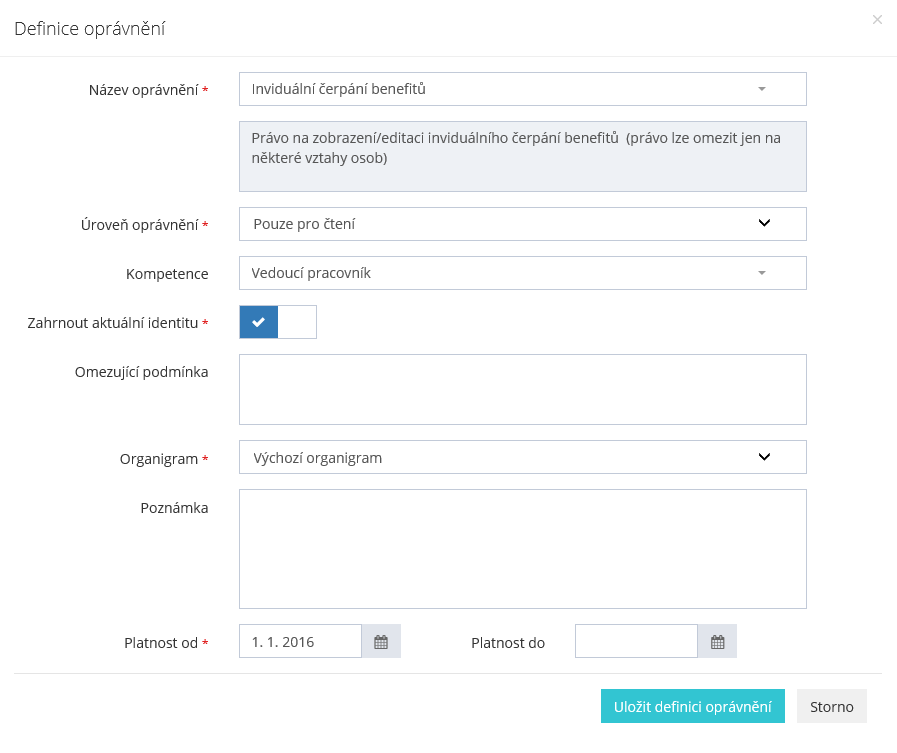 Definice oprávnění
×
Název oprávnění *
Inviduální čerpání benefitů
Právo na zobrazení/editaci inviduálního čerpání benefitů  (právo lze omezit jen na
některé vztahy osob)
Úroveň oprávnění *
Pouze pro čtení
Kompetence
Vedoucí pracovník
Zahrnout aktuální identitu *
Omezující podmínka
Organigram *
Výchozí organigram
Poznámka
Platnost od *
1. 1. 2016
Platnost do
Uložit definici oprávnění
Storno